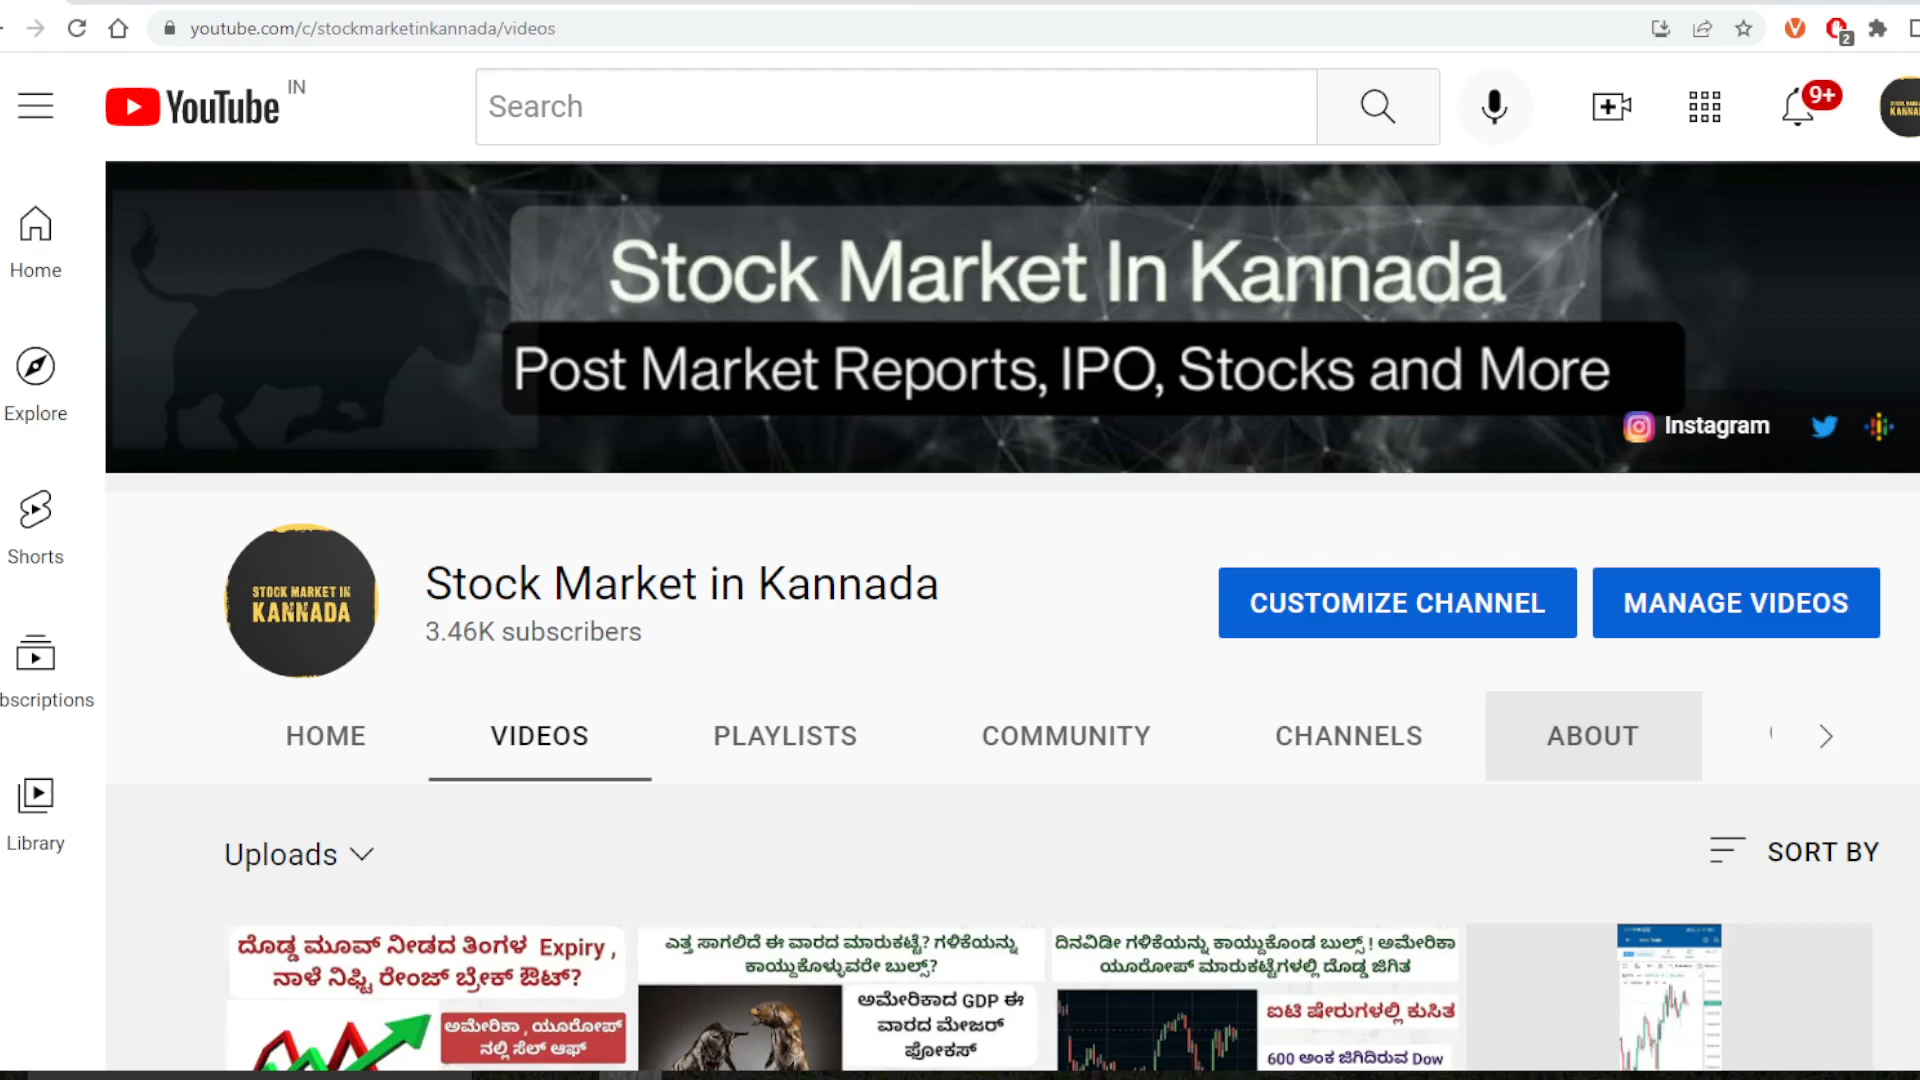 youtube.com/c/stockmarketinkannada/videos
2
YouTube IN
Search
9+
Home
Explore
Shorts
bscriptions
Library
Stock Market In Kannada
Post Market Reports, IPO, Stocks and More
Instagram
STOCK MARKET IN
KANNADA
Stock Market in Kannada
3.46K subscribers
CUSTOMIZE CHANNEL
MANAGE VIDEOS
HOME VIDEOS PLAYLISTS COMMUNITY CHANNELS ABOUT
Uploads
SORT BY
ದೊಡ್ಡ ಮೂವ್ ನೀಡದ ತಿಂಗಳ Expiry ,
ನಾಳೆ ನಿಫ್ಟಿ ರೇಂಜ್ ಬ್ರೇಕ್ ಔಟ್?
ಅಮೇರಿಕಾ , ಯೂರೋಪ್
ನಲ್ಲಿ ಸೆಲ್ ಆಫ್
ಎತ್ತ ಸಾಗಲಿದೆ ಈ ವಾರದ ಮಾರುಕಟ್ಟೆ? ಗಳಿಕೆಯನ್ನು
ಕಾಯ್ದುಕೊಳ್ಳುವರೇ ಬುಲ್ಸ್?
ಅಮೇರಿಕಾದ GDP ಈ
ವಾರದ ಮೇಜರ್
ಫೋಕಸ್
ದಿನವಿಡೀ ಗಳಿಕೆಯನ್ನು ಕಾಯ್ದುಕೊಂಡ ಬುಲ್ಸ್ ! ಅಮೇರಿಕಾ
ಯೂರೋಪ್ ಮಾರುಕಟ್ಟೆಗಳಲ್ಲಿ ದೊಡ್ಡ ಜಿಗಿತ
ಐಟಿ ಷೇರುಗಳಲ್ಲಿ ಕುಸಿತ
600 ಅಂಕ ಜಿಗಿದಿರುವ Dow